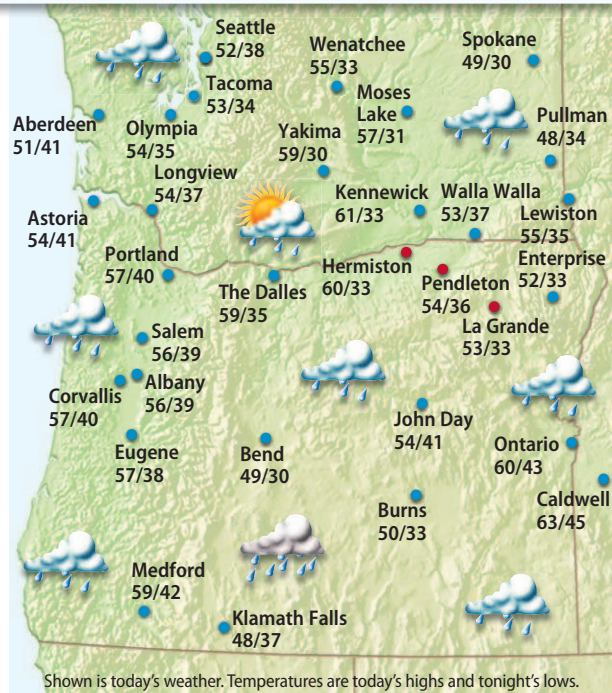 Seattle
52/38
Wenatchee
55/33
Spokane
49/30
Tacoma
53/34
Moses
Lake
57/31
Pullman
48/34
Aberdeen
51/41
Olympia
54/35
Yakima
59/30
Longview
54/37
Kennewick
61/33
Walla Walla
53/37
Lewiston
55/35
Astoria
54/41
Portland
57/40
The Dalles
59/35
Hermiston
60/33
Pendleton
54/36
Enterprise
52/33
La Grande
53/33
Salem
56/39
Corvallis
57/40
Albany
56/39
John Day
54/41
Eugene
57/38
Bend
49/30
Ontario
60/43
Burns
50/33
Caldwell
63/45
Medford
59/42
Klamath Falls
48/37
Shown is today's weather. Temperatures are today's highs and tonight's lows.